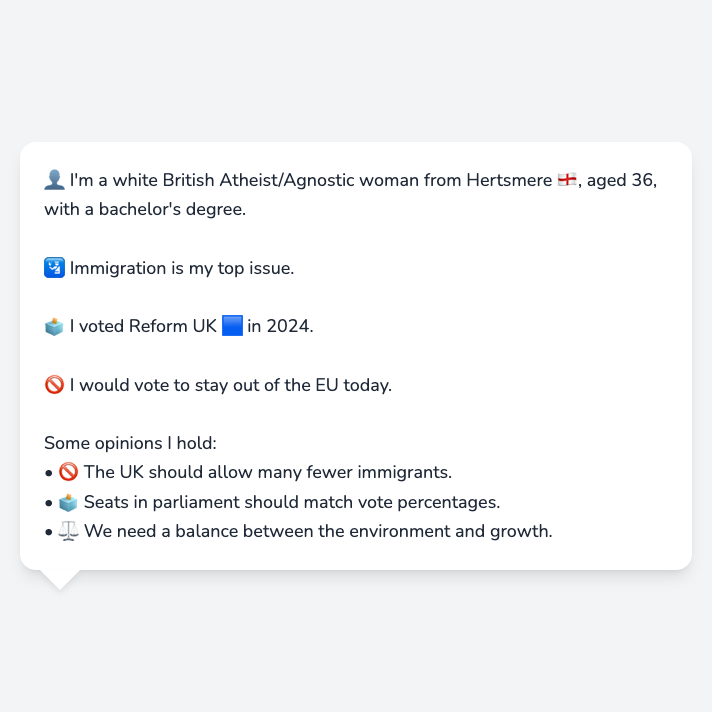 👤 I'm a white British Atheist/Agnostic woman from Hertsmere 🏴󠁧󠁢󠁥󠁮󠁧󠁿, aged 36,
with a bachelor's degree.
🛂 Immigration is my top issue.
🗳️ I voted Reform UK 🟦 in 2024.
🚫 I would vote to stay out of the EU today.
Some opinions I hold:
• 🚫 The UK should allow many fewer immigrants.
• 🗳️ Seats in parliament should match vote percentages.
• ⚖️ We need a balance between the environment and growth.